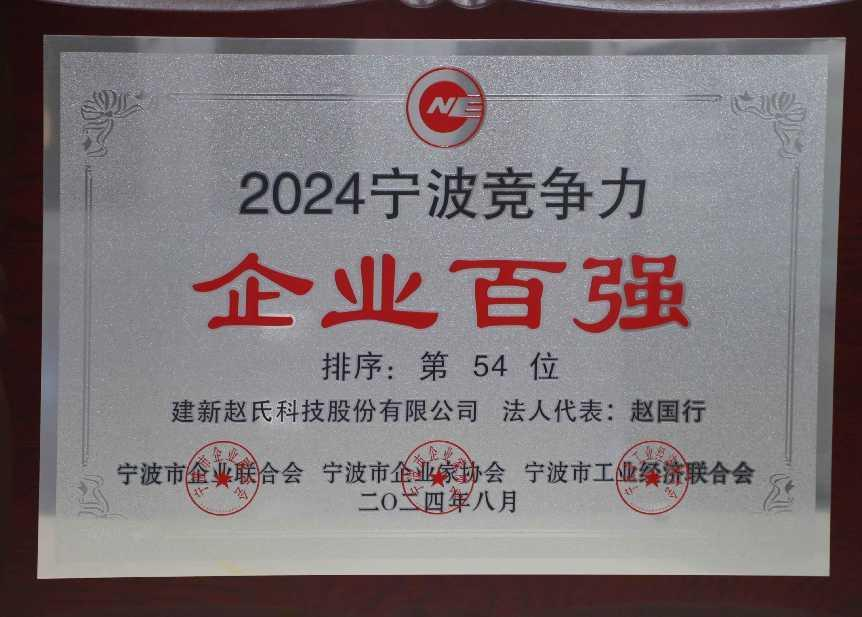 NE
2024宁波竞争力
企业百强
排序：第 54 位
建新赵氏科技股份有限公司 法人代表：赵国行
宁波市企业联合会 宁波市企业家协会 宁波市工业经济联合会
二〇二四年八月